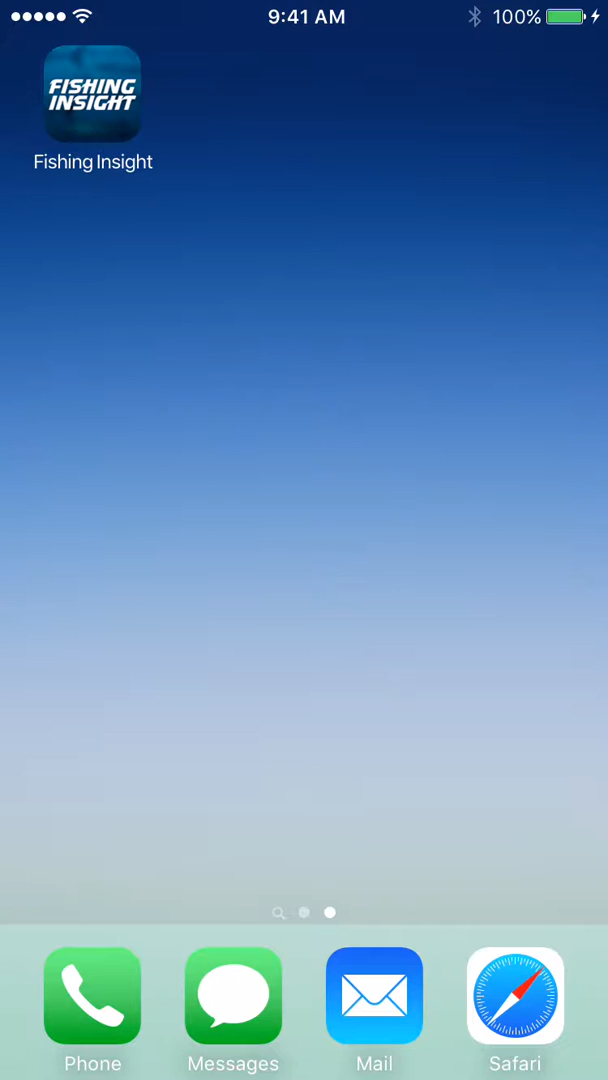 9:41 AM
100%
FISHING
INSIGHT
Fishing Insight
Phone
Messages
Mail
Safari